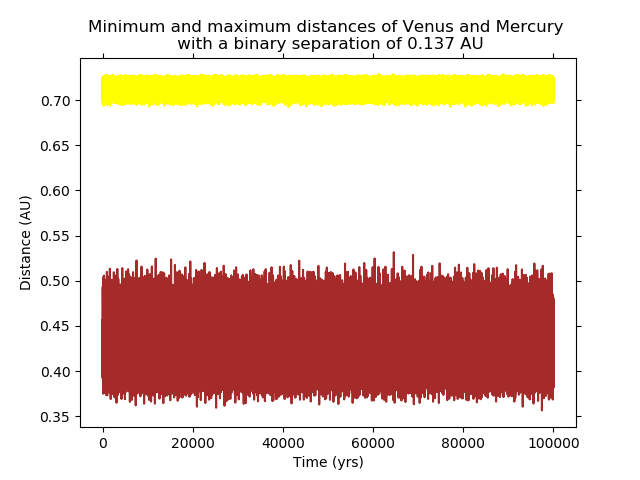 Minimum and maximum distances of Venus and Mercury
with a binary separation of 0.137 AU
0.70
0.65
0.60
0.55
0.50
0.45
0.40
0.35
Distance (AU)
0 20000 40000 60000 80000 100000
Time (yrs)